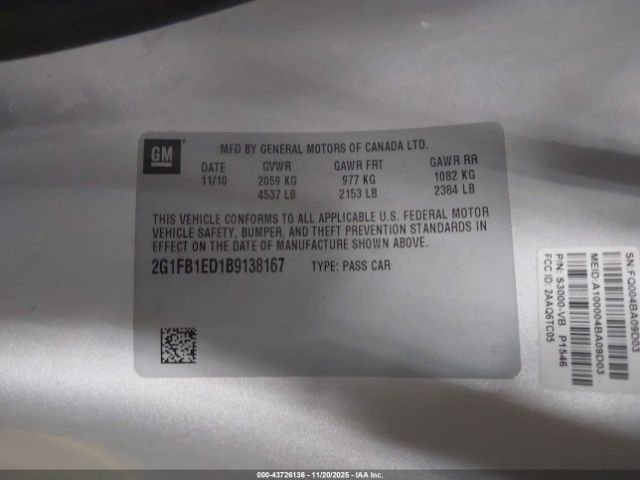 GM
MFD BY GENERAL MOTORS OF CANADA LTD.
DATE GVWR GAWR FRT GAWR RR
11/10 2059 KG 977 KG 1082 KG
4537 LB 2153 LB 2384 LB
THIS VEHICLE CONFORMS TO ALL APPLICABLE U.S. FEDERAL MOTOR
VEHICLE SAFETY, BUMPER, AND THEFT PREVENTION STANDARDS IN
EFFECT ON THE DATE OF MANUFACTURE SHOWN ABOVE.
2G1FB1ED1B9138167 TYPE: PASS CAR
SN:FQ004BA09D03
MEID:A100004BA09D03
P/N: S3000-VB P1546
FCC ID: 2AAQ6TC05
000-43726136 - 11/20/2025 - IAAI, Inc.